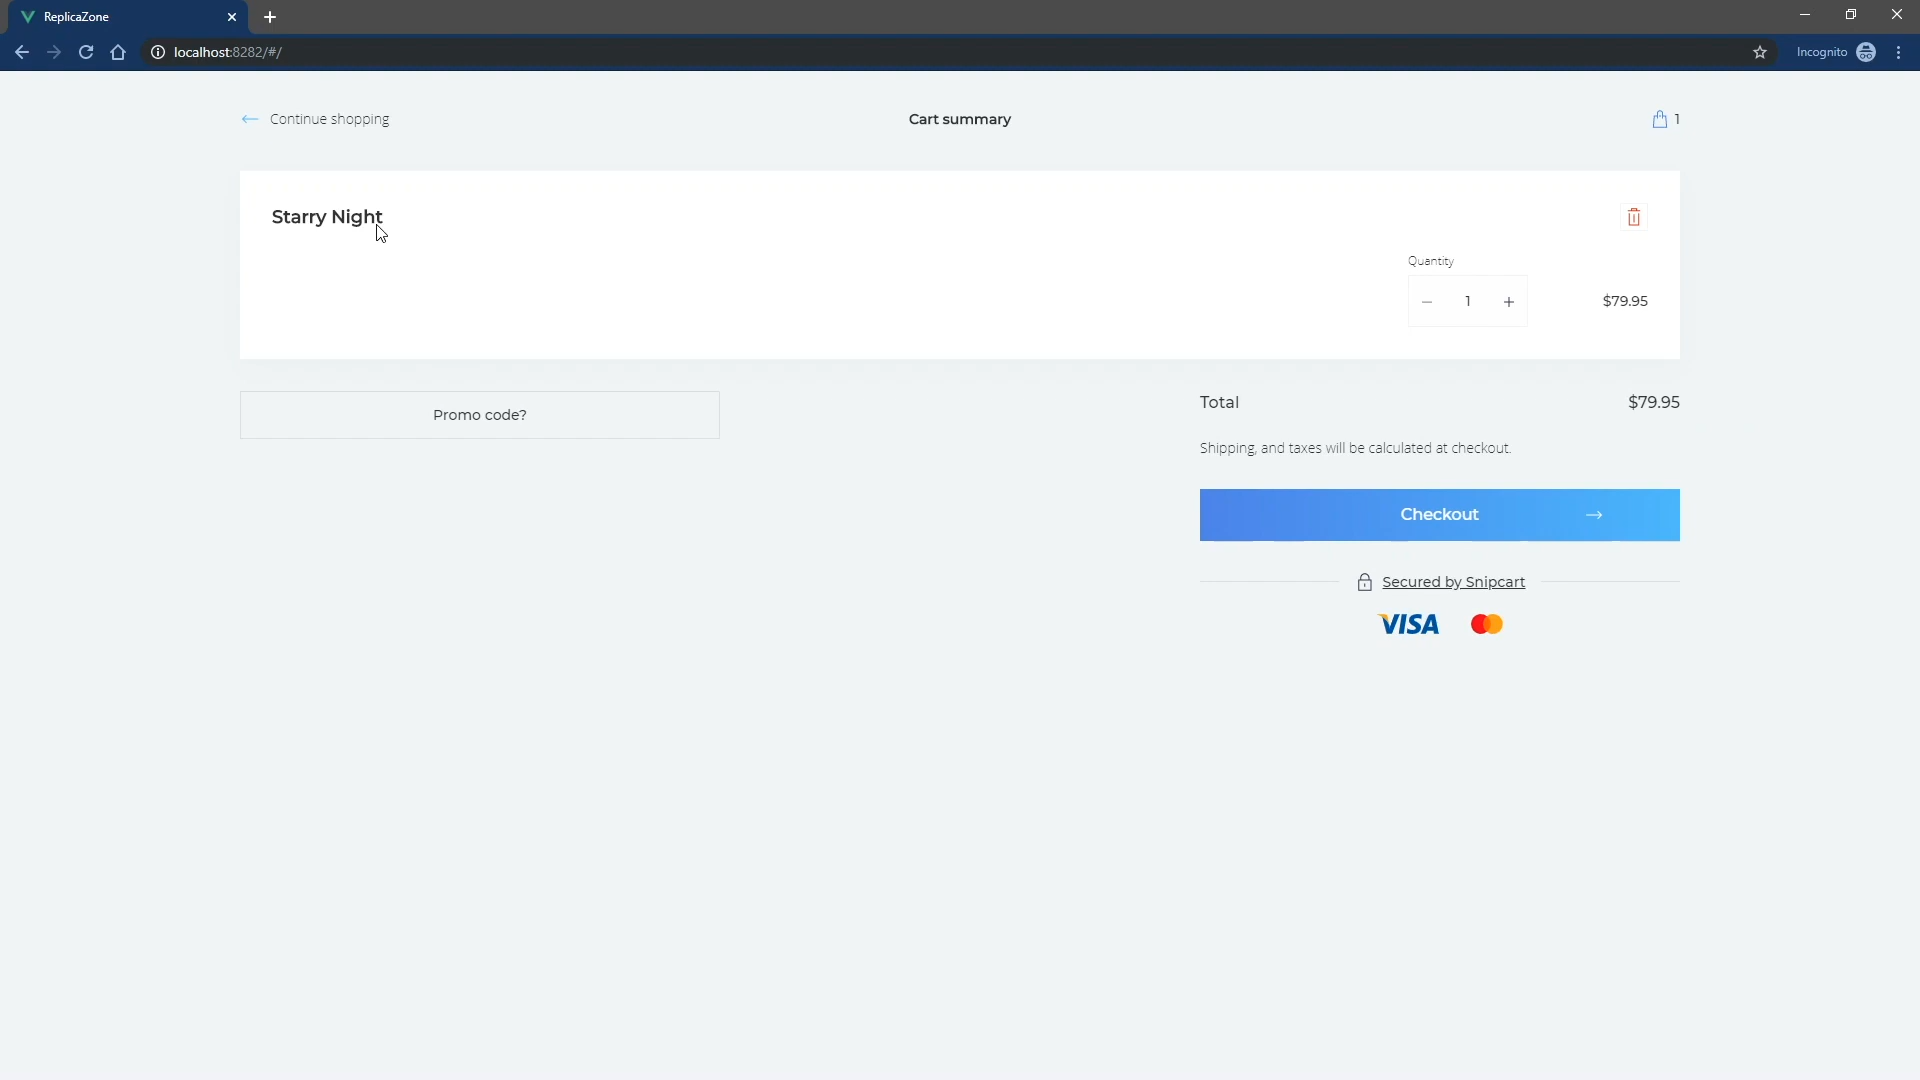 ReplicaZone
localhost:8282/#/
Incognito
Continue shopping
Cart summary
1
Starry Night
Quantity
1
$79.95
Promo code?
Total
$79.95
Shipping, and taxes will be calculated at checkout.
Checkout
Secured by Snipcart
VISA